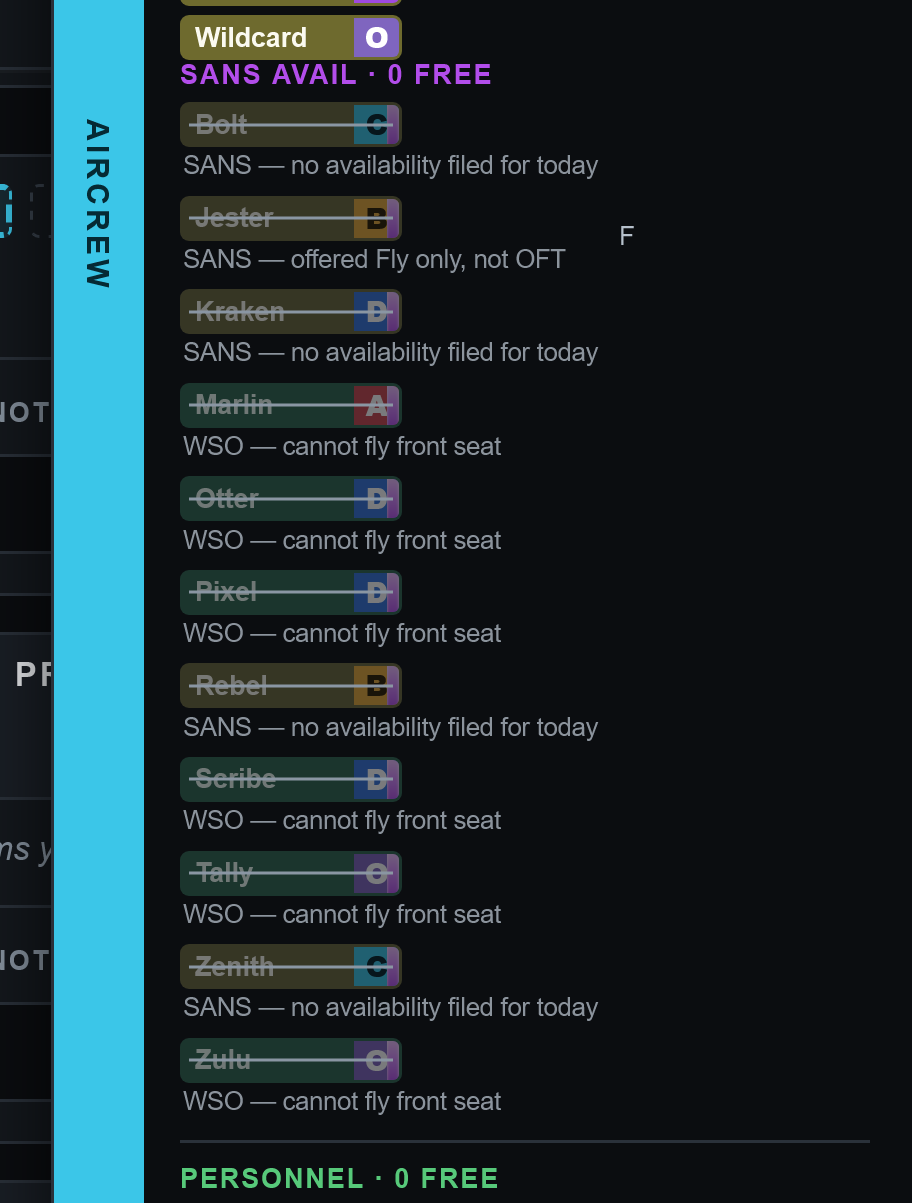 Wildcard O
SANS AVAIL · 0 FREE
AIRCREW
Bolt C
SANS — no availability filed for today
Jester B
F
SANS — offered Fly only, not OFT
Kraken D
SANS — no availability filed for today
Marlin A
WSO — cannot fly front seat
NOT
Otter D
WSO — cannot fly front seat
Pixel D
WSO — cannot fly front seat
Rebel B
SANS — no availability filed for today
Scribe D
WSO — cannot fly front seat
Tally O
WSO — cannot fly front seat
NOT
Zenith C
SANS — no availability filed for today
Zulu O
WSO — cannot fly front seat
PERSONNEL · 0 FREE